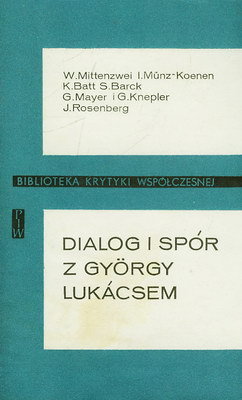 W. Mittenzwei I. Münz-Koenen
K. Batt S. Barck
G. Mayer i G. Knepler
J. Rosenberg
BIBLIOTEKA KRYTYKI WSPÓŁCZESNEJ
PIW
DIALOG I SPÓR
Z GYÖRGY
LUKÁCSEM